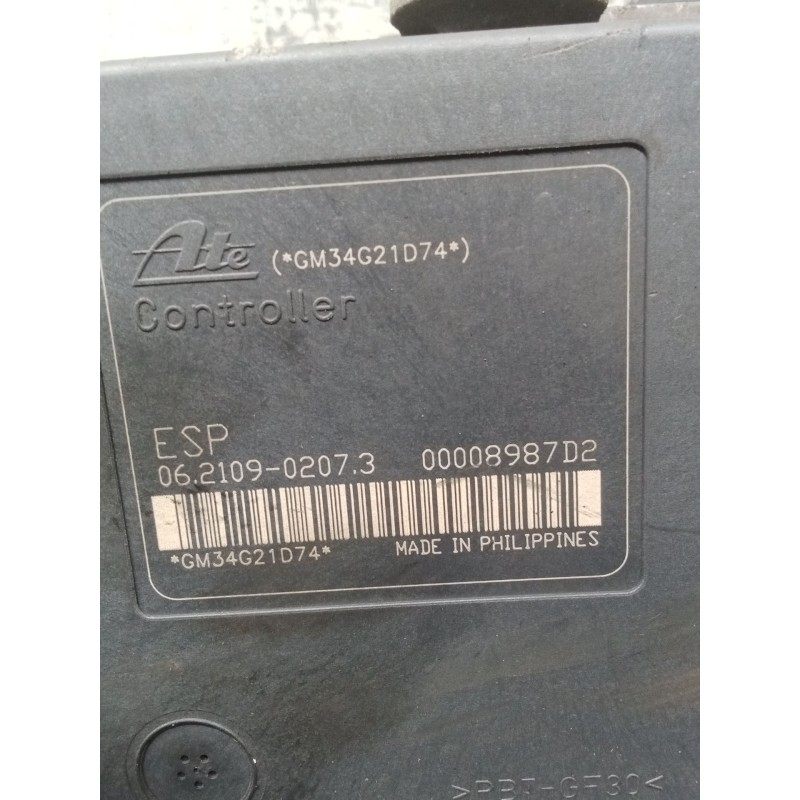 Ate (*GM34G21D74*)
Controller
ESP
06.2109-0207.3 00008987D2
*GM34G21D74* MADE IN PHILIPPINES
>PBT-GF30<